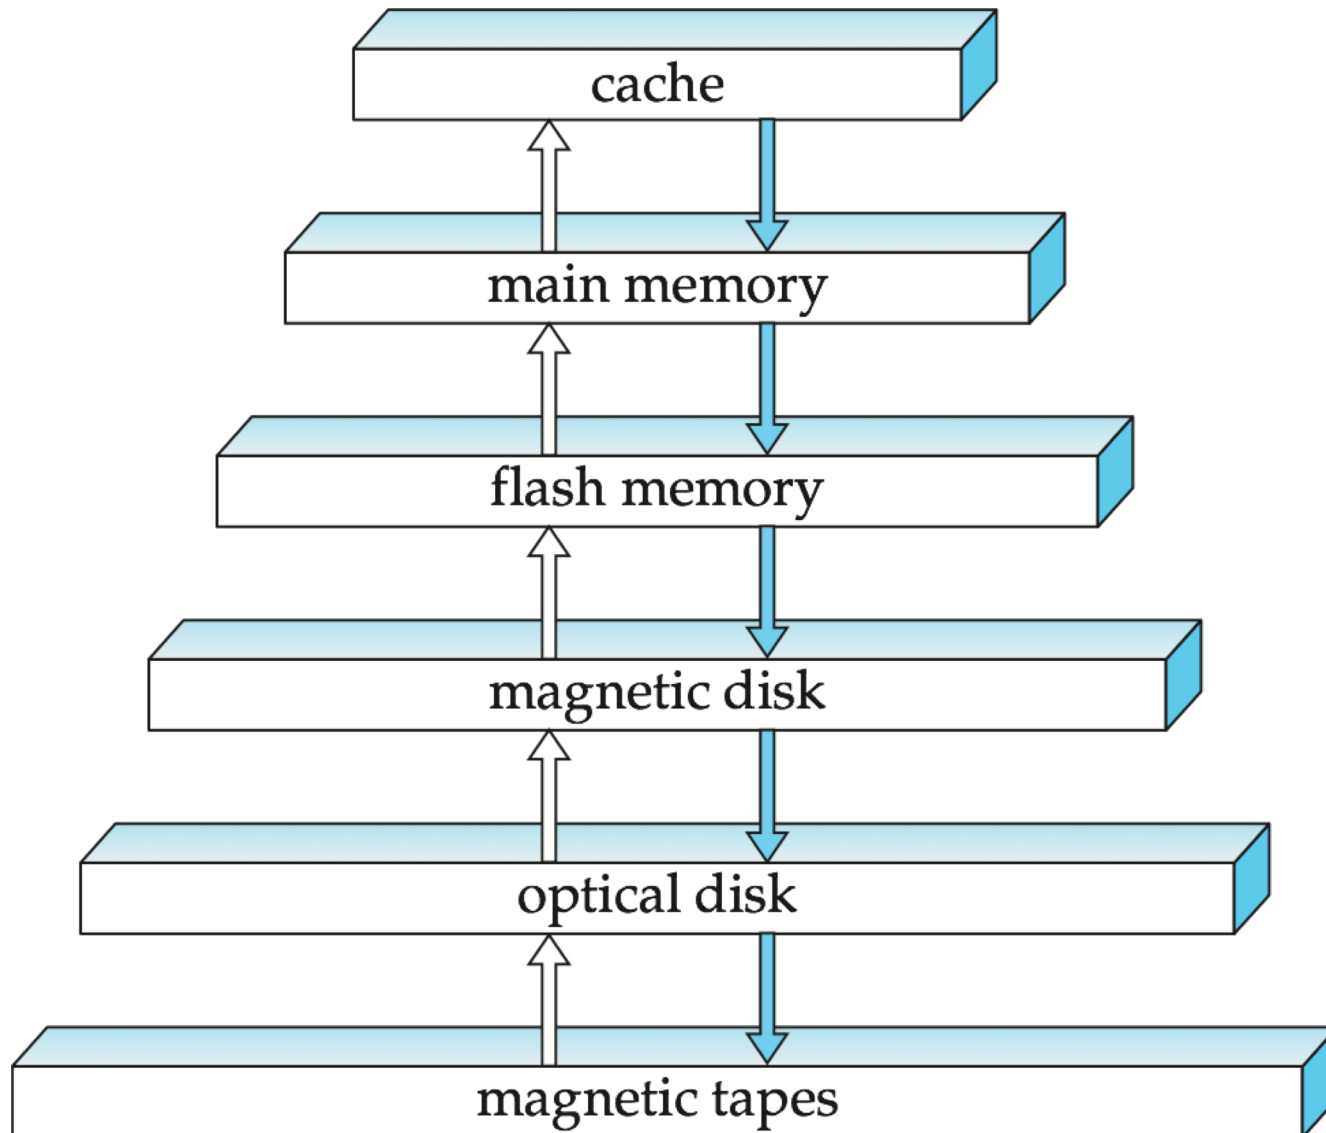 cache
main memory
flash memory
magnetic disk
optical disk
magnetic tapes